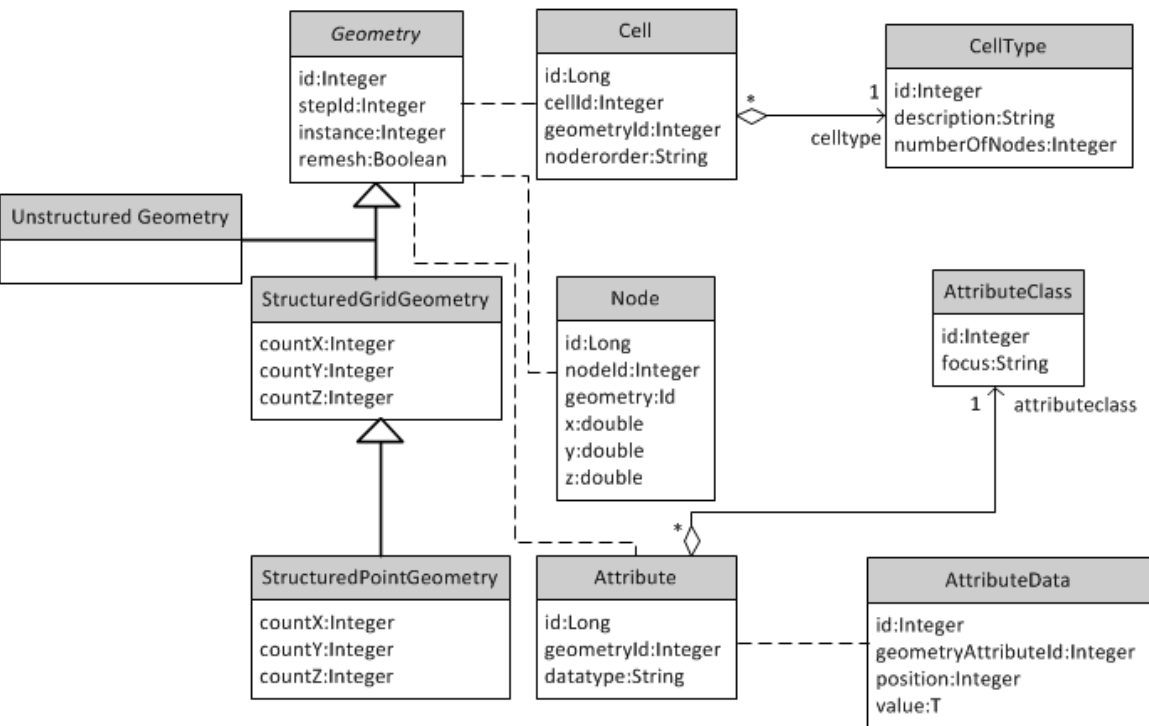 Geometry
id:Integer
stepId:Integer
instance:Integer
remesh:Boolean
Cell
id:Long
cellId:Integer
geometryId:Integer
noderorder:String
*
1
celltype
CellType
id:Integer
description:String
numberOfNodes:Integer
Unstructured Geometry
StructuredGridGeometry
countX:Integer
countY:Integer
countZ:Integer
Node
id:Long
nodeId:Integer
geometry:Id
x:double
y:double
z:double
AttributeClass
id:Integer
focus:String
1
attributeclass
*
StructuredPointGeometry
countX:Integer
countY:Integer
countZ:Integer
Attribute
id:Long
geometryId:Integer
datatype:String
AttributeData
id:Integer
geometryAttributeId:Integer
position:Integer
value:T